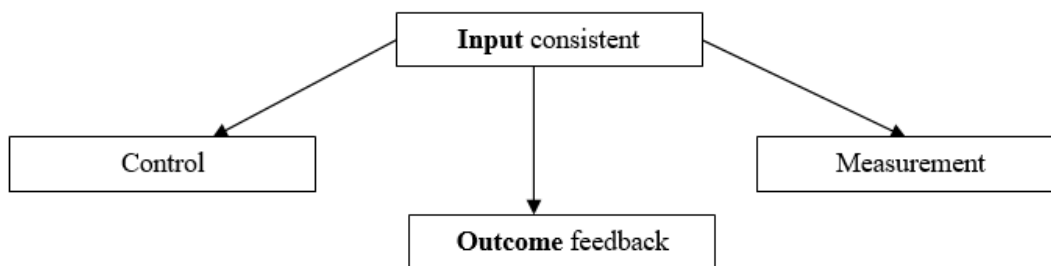 Input consistent
Control
Measurement
Outcome feedback